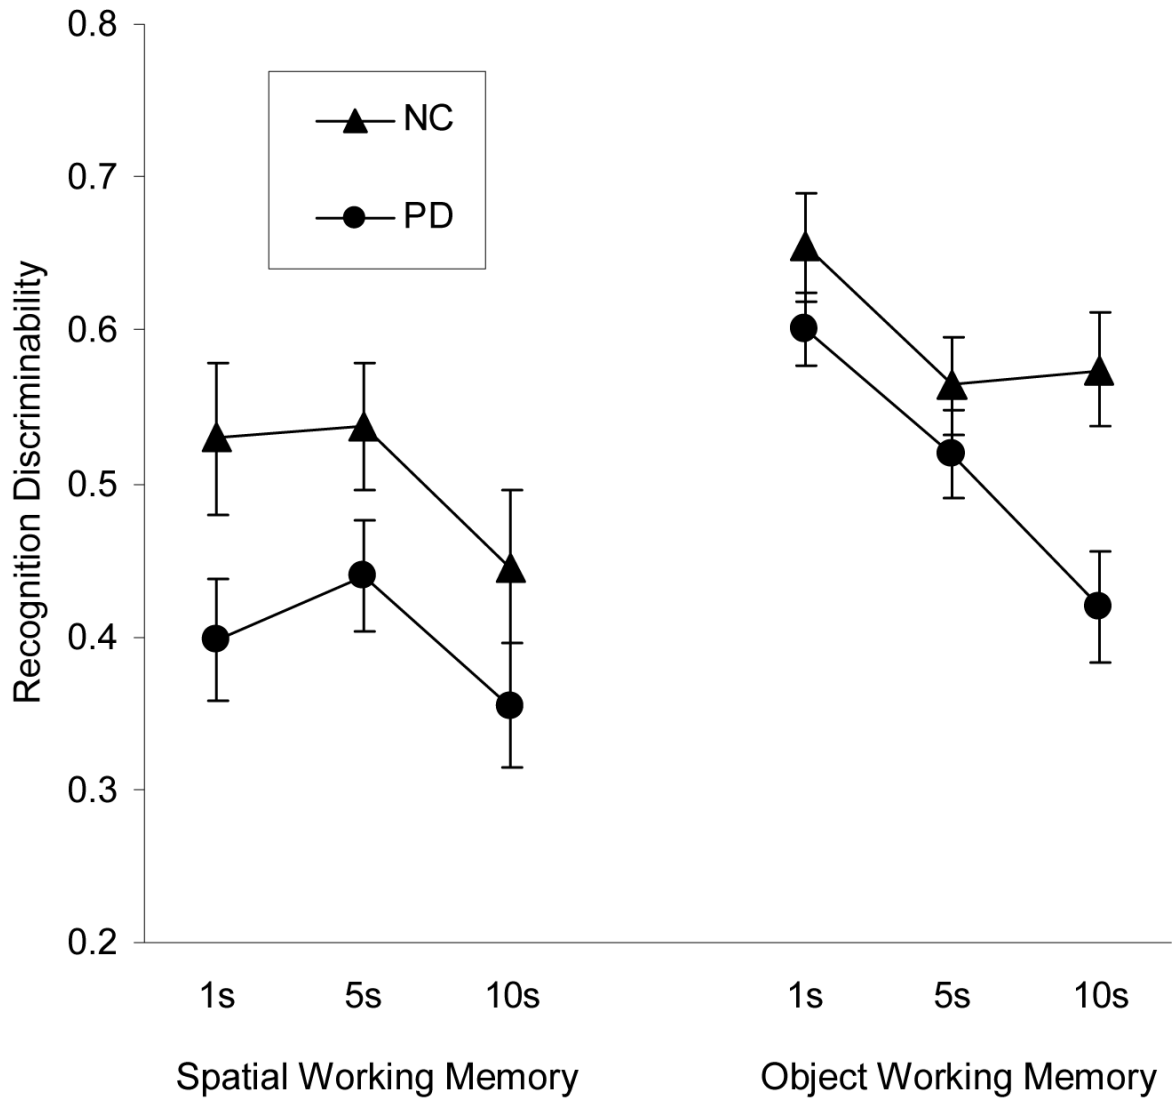 0.8
0.7
0.6
0.5
0.4
0.3
0.2
Recognition Discriminability
NC
PD
1s 5s 10s 1s 5s 10s
Spatial Working Memory Object Working Memory